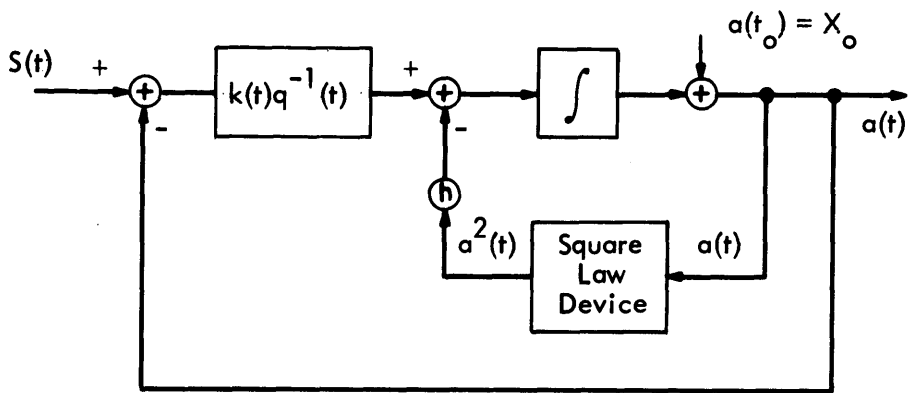 a(t₀) = X₀
S(t)
+
+
k(t)q⁻¹(t)
+
+
∫
+
-
-
a(t)
h
a²(t)
Square
Law
Device
a(t)